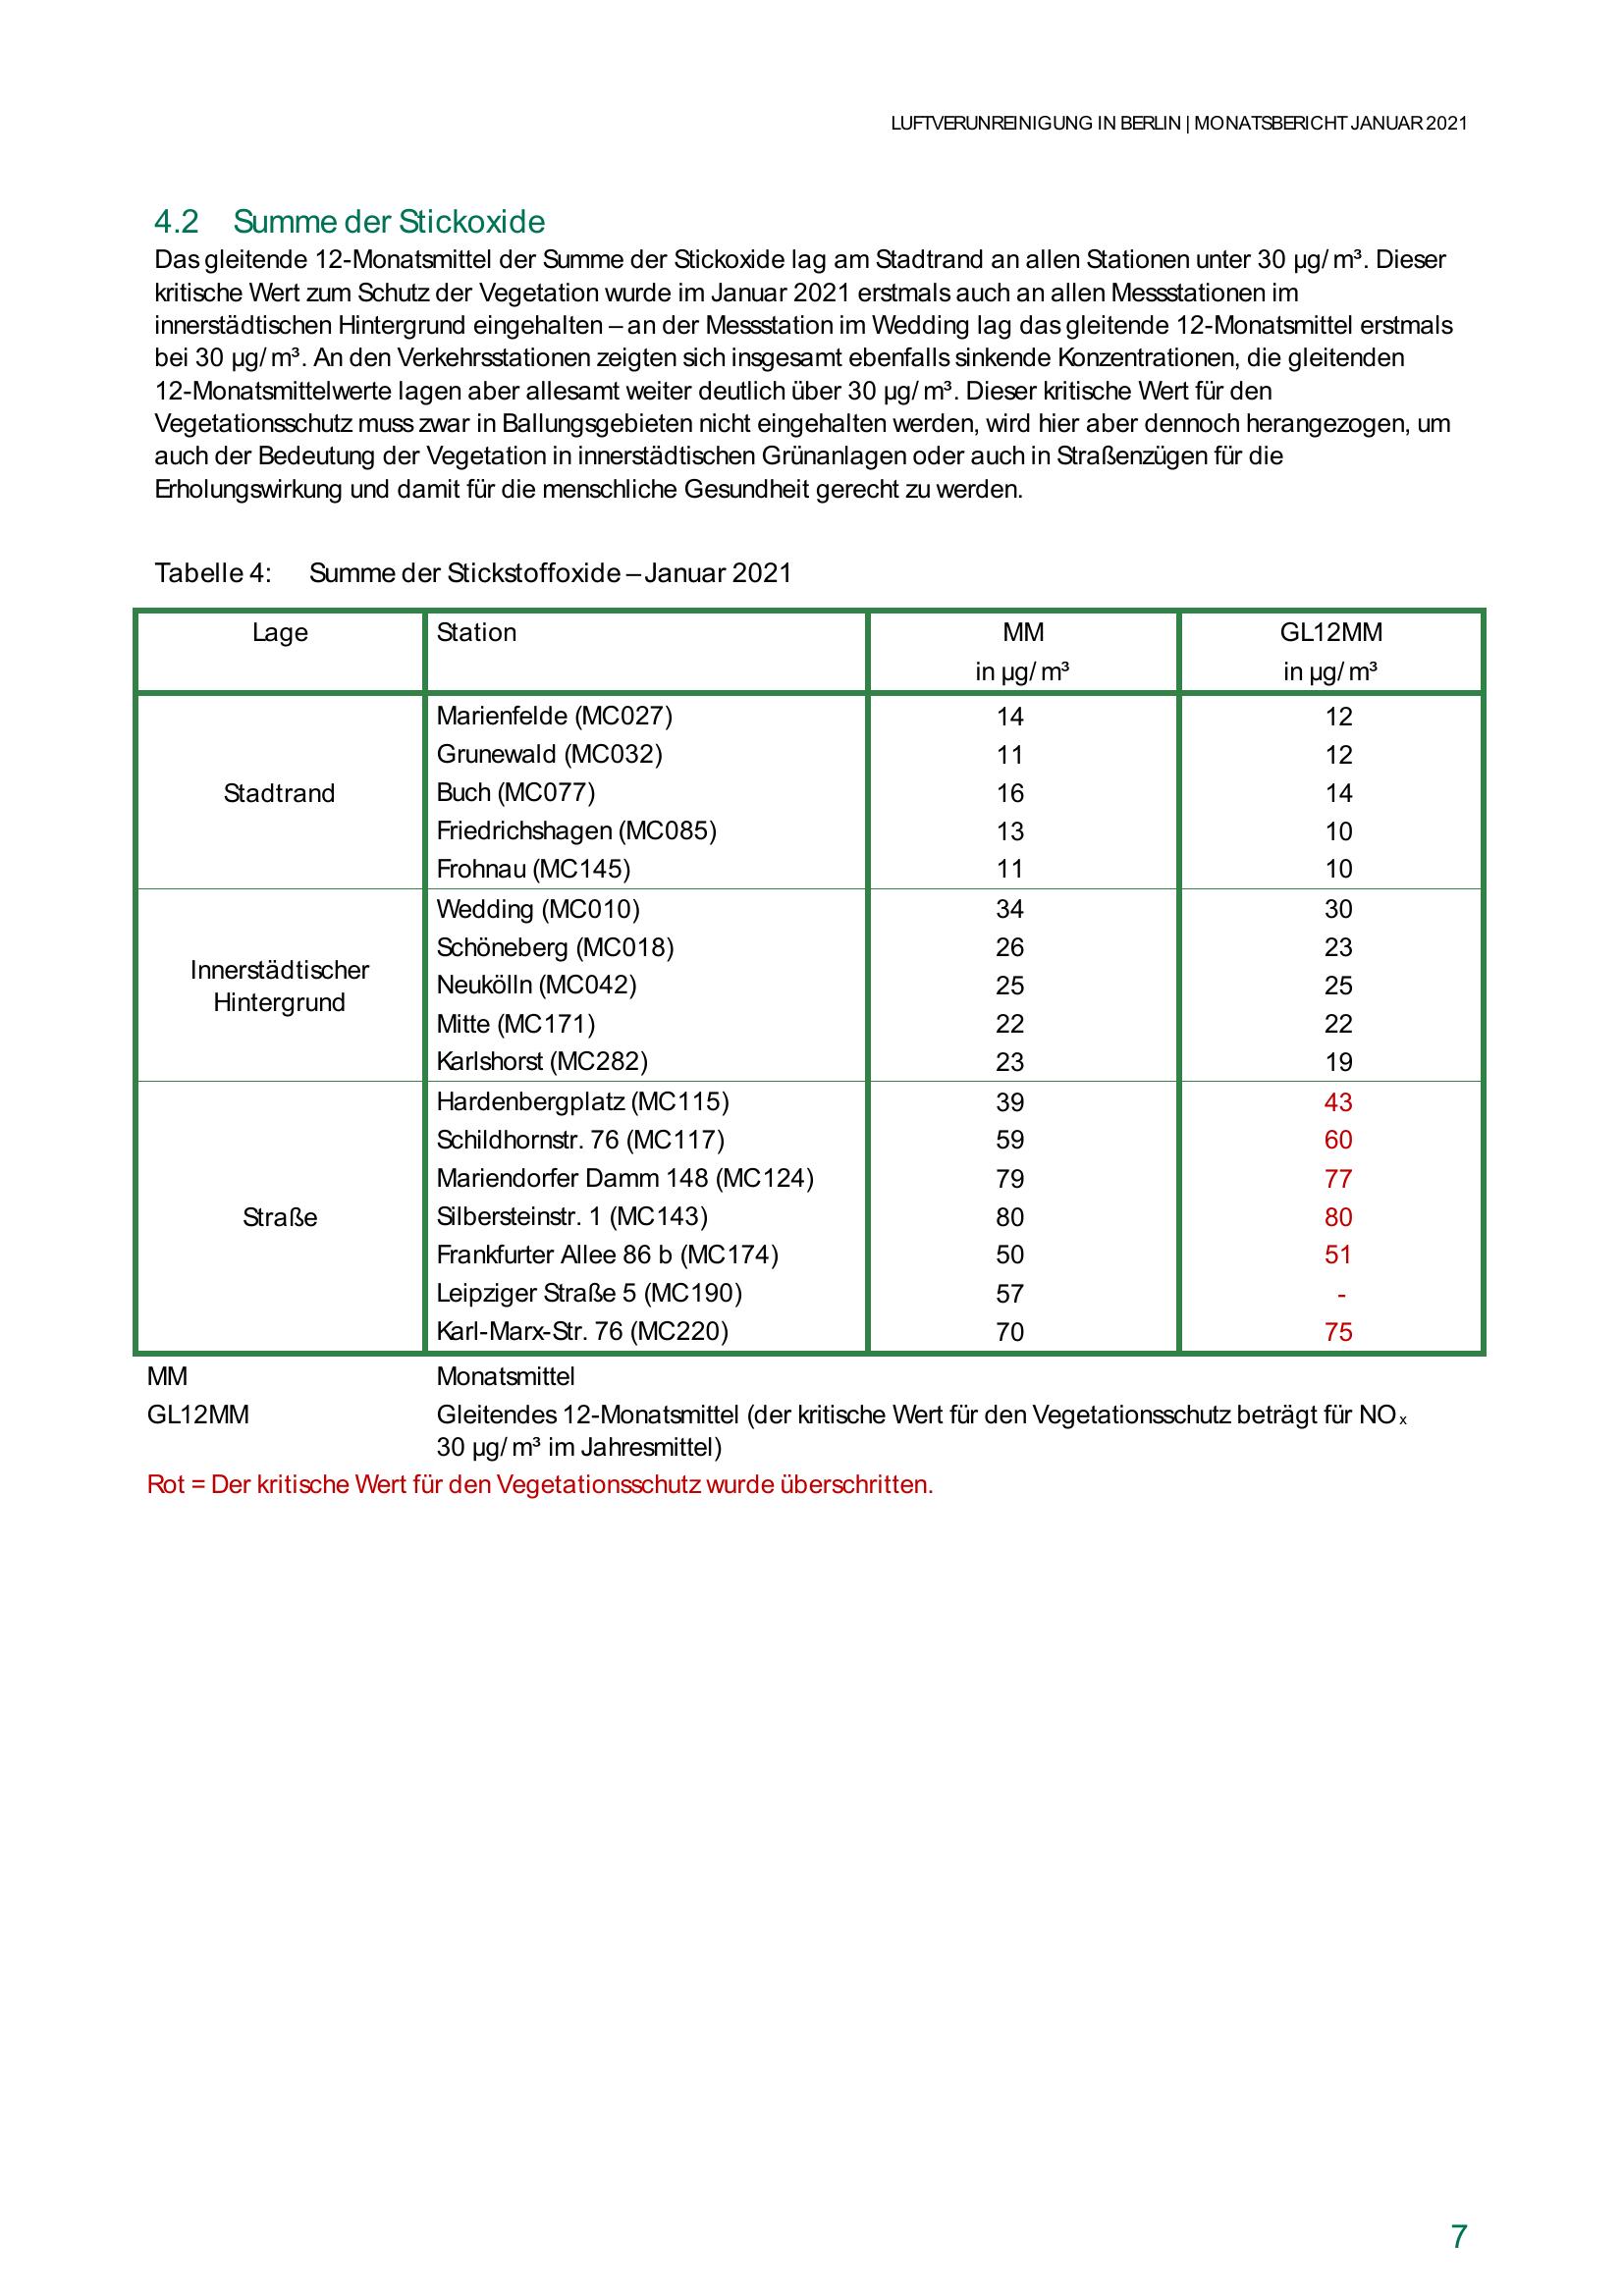 LUFTVERUNREINIGUNG IN BERLIN | MONATSBERICHT JANUAR 2021
4.2 Summe der Stickoxide
Das gleitende 12-Monatsmittel der Summe der Stickoxide lag am Stadtrand an allen Stationen unter 30 µg/m³. Dieser
kritische Wert zum Schutz der Vegetation wurde im Januar 2021 erstmals auch an allen Messstationen im
innerstädtischen Hintergrund eingehalten – an der Messstation im Wedding lag das gleitende 12-Monatsmittel erstmals
bei 30 µg/m³. An den Verkehrsstationen zeigten sich insgesamt ebenfalls sinkende Konzentrationen, die gleitenden
12-Monatsmittelwerte lagen aber allesamt weiter deutlich über 30 µg/m³. Dieser kritische Wert für den
Vegetationsschutz muss zwar in Ballungsgebieten nicht eingehalten werden, wird hier aber dennoch herangezogen, um
auch der Bedeutung der Vegetation in innerstädtischen Grünanlagen oder auch in Straßenzügen für die
Erholungswirkung und damit für die menschliche Gesundheit gerecht zu werden.
Tabelle 4: Summe der Stickstoffoxide – Januar 2021
Lage Station MM GL12MM
in µg/m³ in µg/m³
Marienfelde (MC027) 14 12
Grunewald (MC032) 11 12
Stadtrand Buch (MC077) 16 14
Friedrichshagen (MC085) 13 10
Frohnau (MC145) 11 10
Wedding (MC010) 34 30
Schöneberg (MC018) 26 23
Innerstädtischer
Hintergrund
Neukölln (MC042) 25 25
Mitte (MC171) 22 22
Karlshorst (MC282) 23 19
Hardenbergplatz (MC115) 39 43
Schildhornstr. 76 (MC117) 59 60
Mariendorfer Damm 148 (MC124) 79 77
Straße Silbersteinstr. 1 (MC143) 80 80
Frankfurter Allee 86 b (MC174) 50 51
Leipziger Straße 5 (MC190) 57 -
Karl-Marx-Str. 76 (MC220) 70 75
MM Monatsmittel
GL12MM Gleitendes 12-Monatsmittel (der kritische Wert für den Vegetationsschutz beträgt für NOₓ
30 µg/m³ im Jahresmittel)
Rot = Der kritische Wert für den Vegetationsschutz wurde überschritten.
7